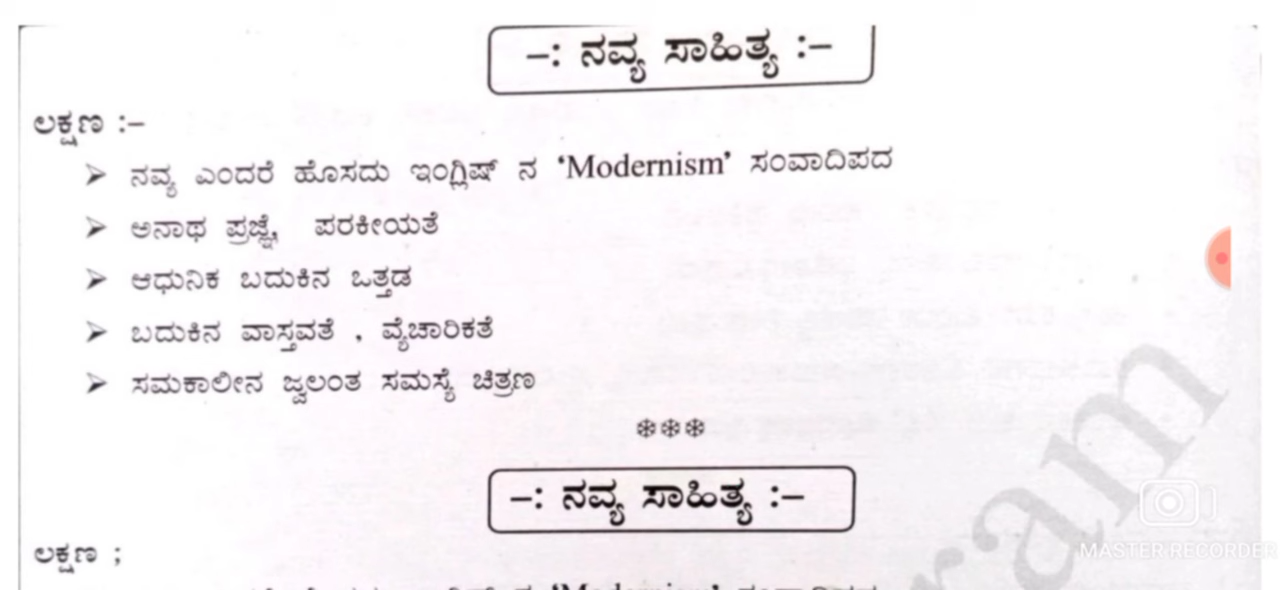 –: ನವ್ಯ ಸಾಹಿತ್ಯ :–
ಲಕ್ಷಣ :–
➢ ನವ್ಯ ಎಂದರೆ ಹೊಸದು ಇಂಗ್ಲಿಷ್ ನ ‘Modernism’ ಸಂವಾದಿಪದ
➢ ಅನಾಥ ಪ್ರಜ್ಞೆ, ಪರಕೀಯತೆ
➢ ಆಧುನಿಕ ಬದುಕಿನ ಒತ್ತಡ
➢ ಬದುಕಿನ ವಾಸ್ತವತೆ , ವೈಚಾರಿಕತೆ
➢ ಸಮಕಾಲೀನ ಜ್ವಲಂತ ಸಮಸ್ಯೆ ಚಿತ್ರಣ
❄❄❄
–: ನವ್ಯ ಸಾಹಿತ್ಯ :–
ಲಕ್ಷಣ ;
ram
MASTER RECORDER